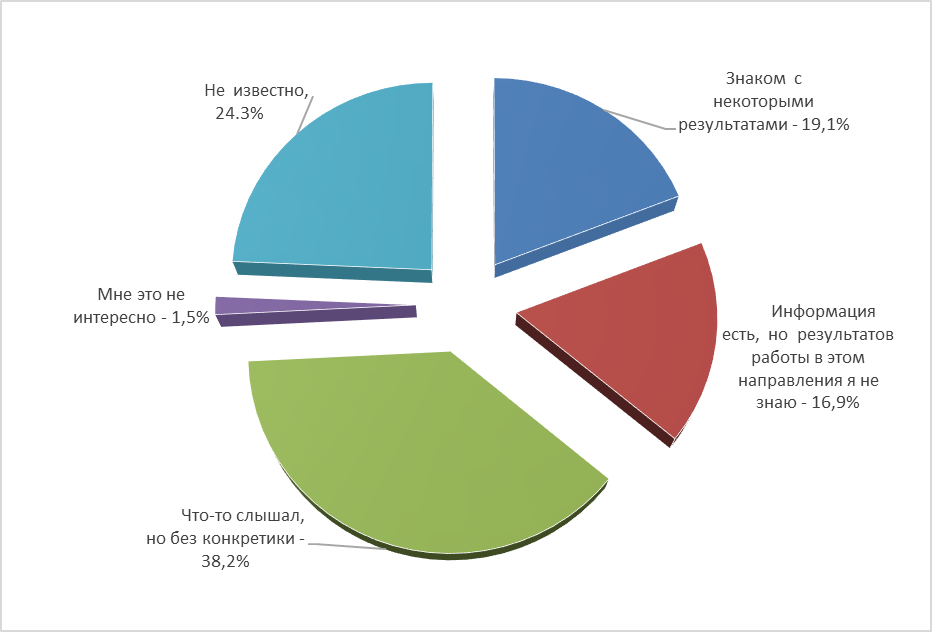 Не известно,
24.3%
Знаком с
некоторыми
результатами - 19,1%
Мне это не
интересно - 1,5%
Информация
есть, но результатов
работы в этом
направления я не
знаю - 16,9%
Что-то слышал,
но без конкретики -
38,2%